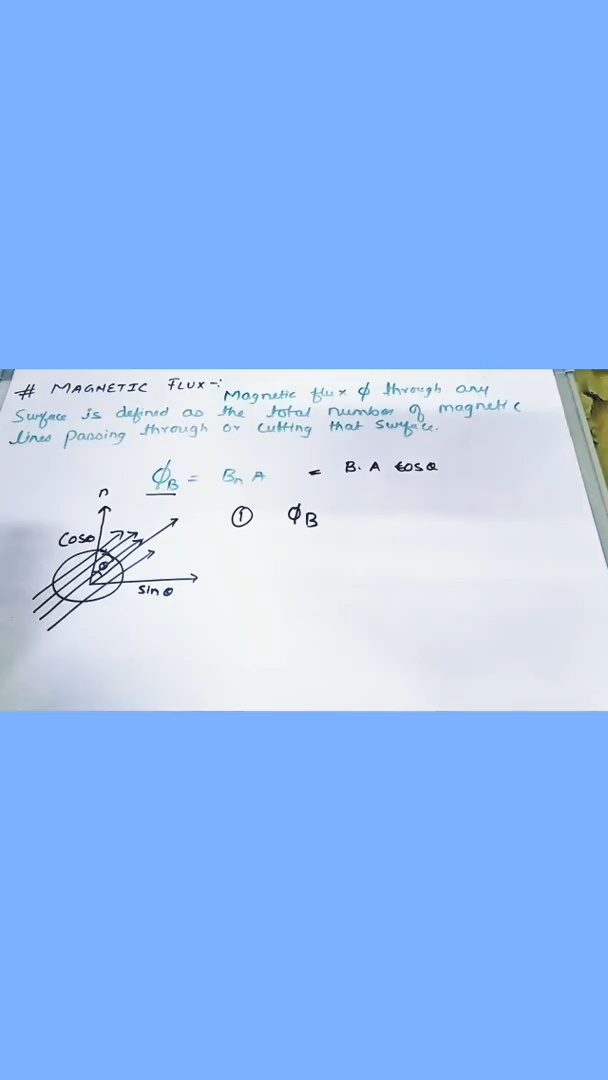 # MAGNETIC FLUX -: Magnetic flux ϕ through any
Surface is defined as the total number of magnetic
lines passing through or cutting that surface.
ϕB = Bn A = B. A cosθ
n
① ϕB
Cosθ
θ
sin θ